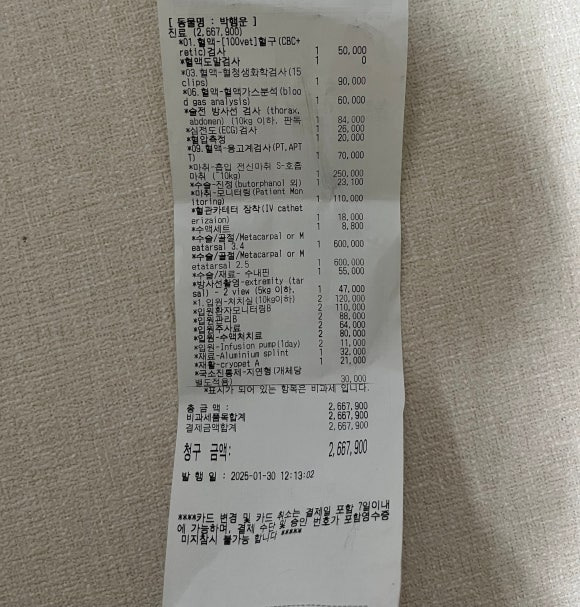 [ 동물명 : 박행운 ]
진료 (2,667,900)
*01.혈액-[100vet]혈구(CBC+
retic)검사 1 50,000
*혈액도말검사 1 0
*03.혈액-혈청생화학검사(15
clips) 1 90,000
*06.혈액-혈액가스분석(bloo
d gas analysis) 1 60,000
*술전 방사선 검사 (thorax,
abdomen) (10kg 이하, 판독 1 84,000
*심전도(ECG)검사 1 26,000
*혈압측정 1 20,000
*09.혈액-응고계검사(PT,APT
T) 1 70,000
*마취-흡입 전신마취 S-호흡
마취 ( 10kg) 1 250,000
*수술-진정(butorphanol 외) 1 23,100
*마취-모니터링(Patient Mon
itoring) 1 110,000
*혈관카테터 장착(IV cathet
erizaion) 1 18,000
*수액세트 1 8,800
*수술/골절/Metacarpal or M
eatarsal 3.4 1 600,000
*수술/골절/Metacarpal or M
etatarsal 2.5 1 600,000
*수술/재료- 수내핀 1 55,000
*방사선촬영-extremity (tar
sal) - 2 view (5kg 이하, 1 47,000
*1.입원-처치실(10kg이하) 2 120,000
*입원환자모니터링B 2 110,000
*입원관리B 2 88,000
*입원주사료 2 64,000
*입원-수액처치료 2 80,000
*입원-Infusion pump(1day) 2 11,000
*재료-Aluminium splint 1 32,000
*재활-cryopet A 1 21,000
*국소진통제-지연형(개체당
별도적용) 30,000
*표시가 되어 있는 항목은 비과세 입니다.
총 금 액 : 2,667,900
비과세품목합계 2,667,900
결제금액합계 2,667,900
청구 금액: 2,667,900
발 행 일 : 2025-01-30 12:13:02
****카드 변경 및 카드 취소는 결제일 포함 7일이내
에 가능하며, 결제 수단 및 승인 번호가 포함영수증
미지참시 불가능 합니다 *****